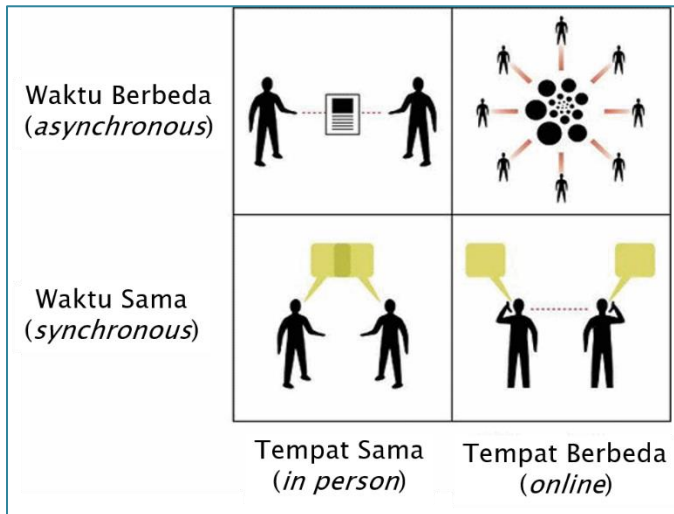 Waktu Berbeda
(asynchronous)
Waktu Sama
(synchronous)
Tempat Sama
(in person)
Tempat Berbeda
(online)